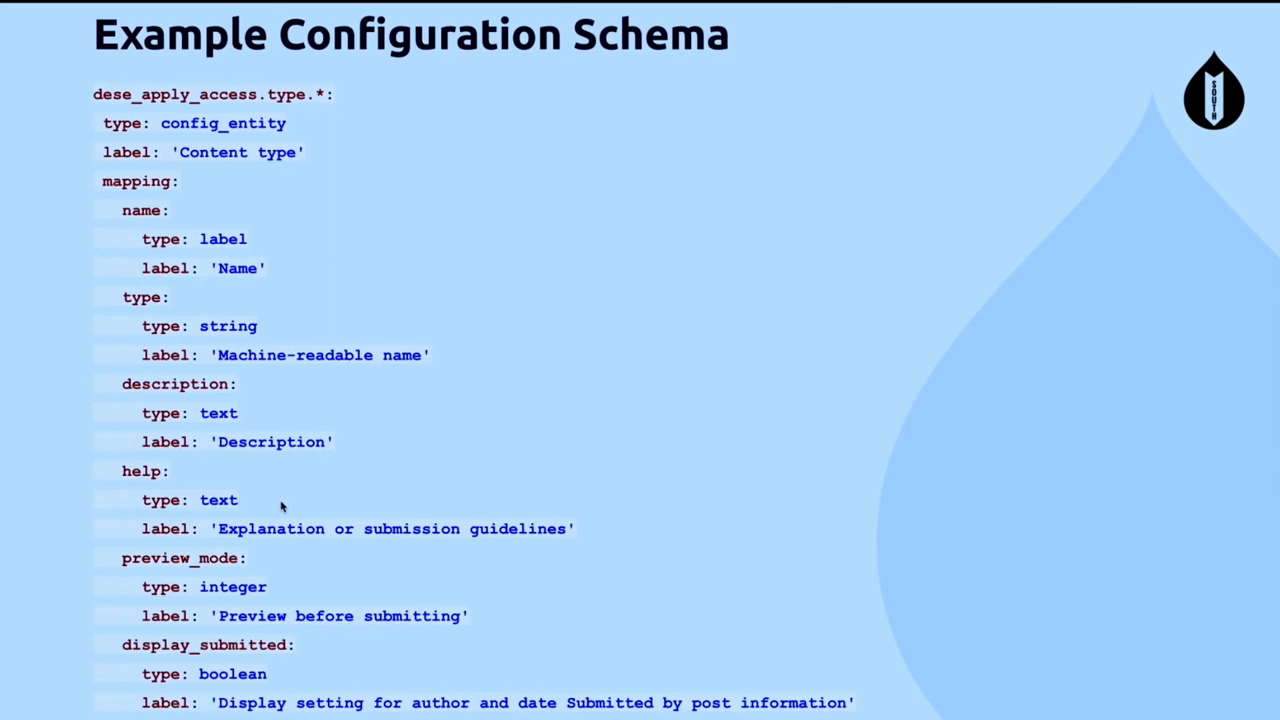 Example Configuration Schema
SOUTH
dese_apply_access.type.*:
type: config_entity
label: 'Content type'
mapping:
name:
type: label
label: 'Name'
type:
type: string
label: 'Machine-readable name'
description:
type: text
label: 'Description'
help:
type: text
label: 'Explanation or submission guidelines'
preview_mode:
type: integer
label: 'Preview before submitting'
display_submitted:
type: boolean
label: 'Display setting for author and date Submitted by post information'